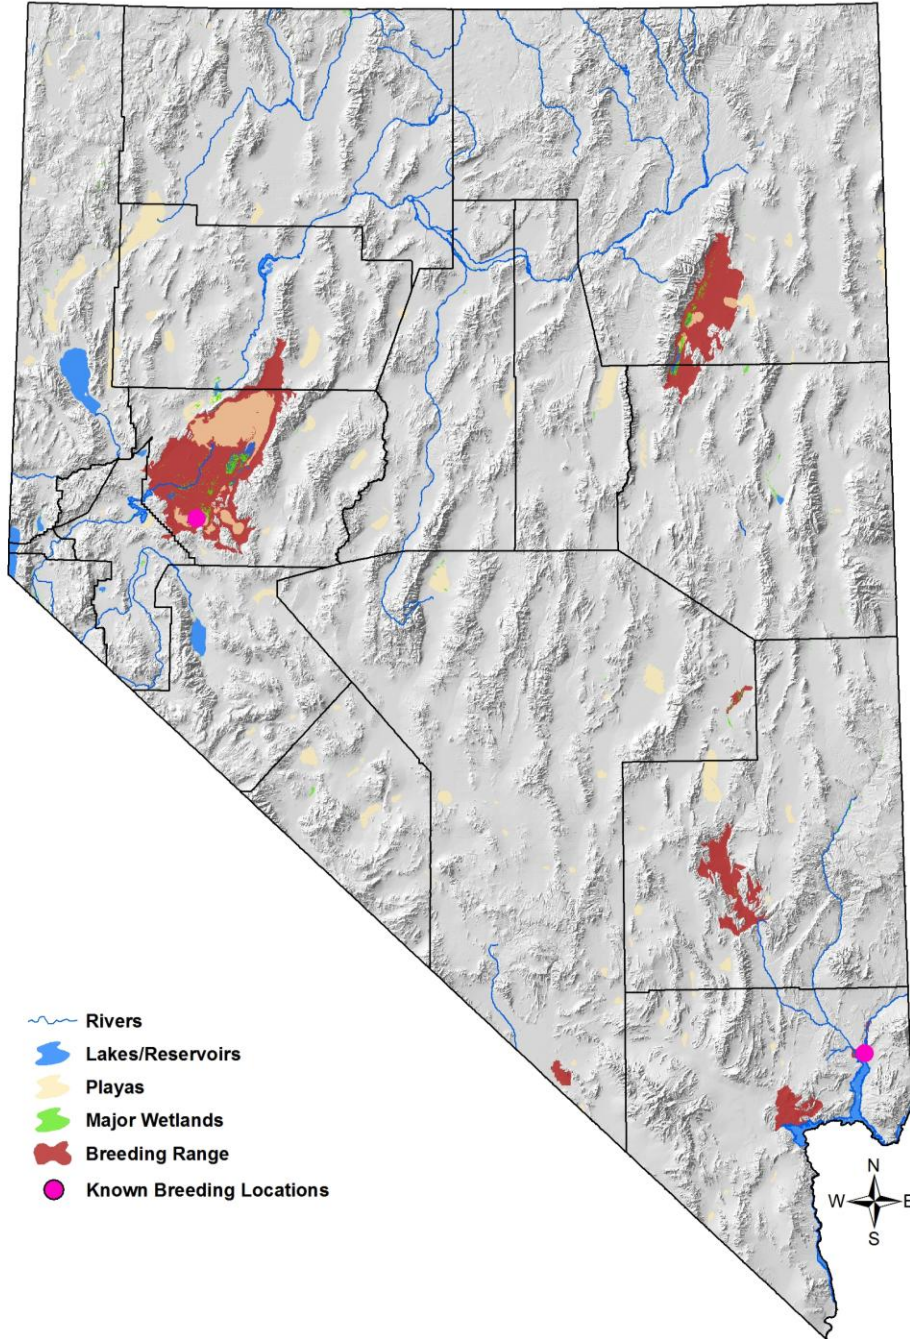 Rivers
Lakes/Reservoirs
Playas
Major Wetlands
Breeding Range
Known Breeding Locations
N
W E
S